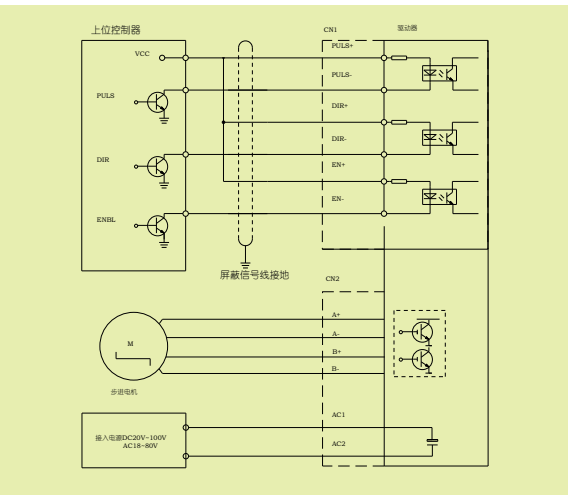 上位控制器
CN1
驱动器
VCC
PULS+
PULS-
PULS
DIR+
DIR-
DIR
EN+
EN-
ENBL
屏蔽信号线接地
CN2
A+
A-
M
B+
B-
步进电机
AC1
接入电源DC20V~100V
AC18~80V
AC2